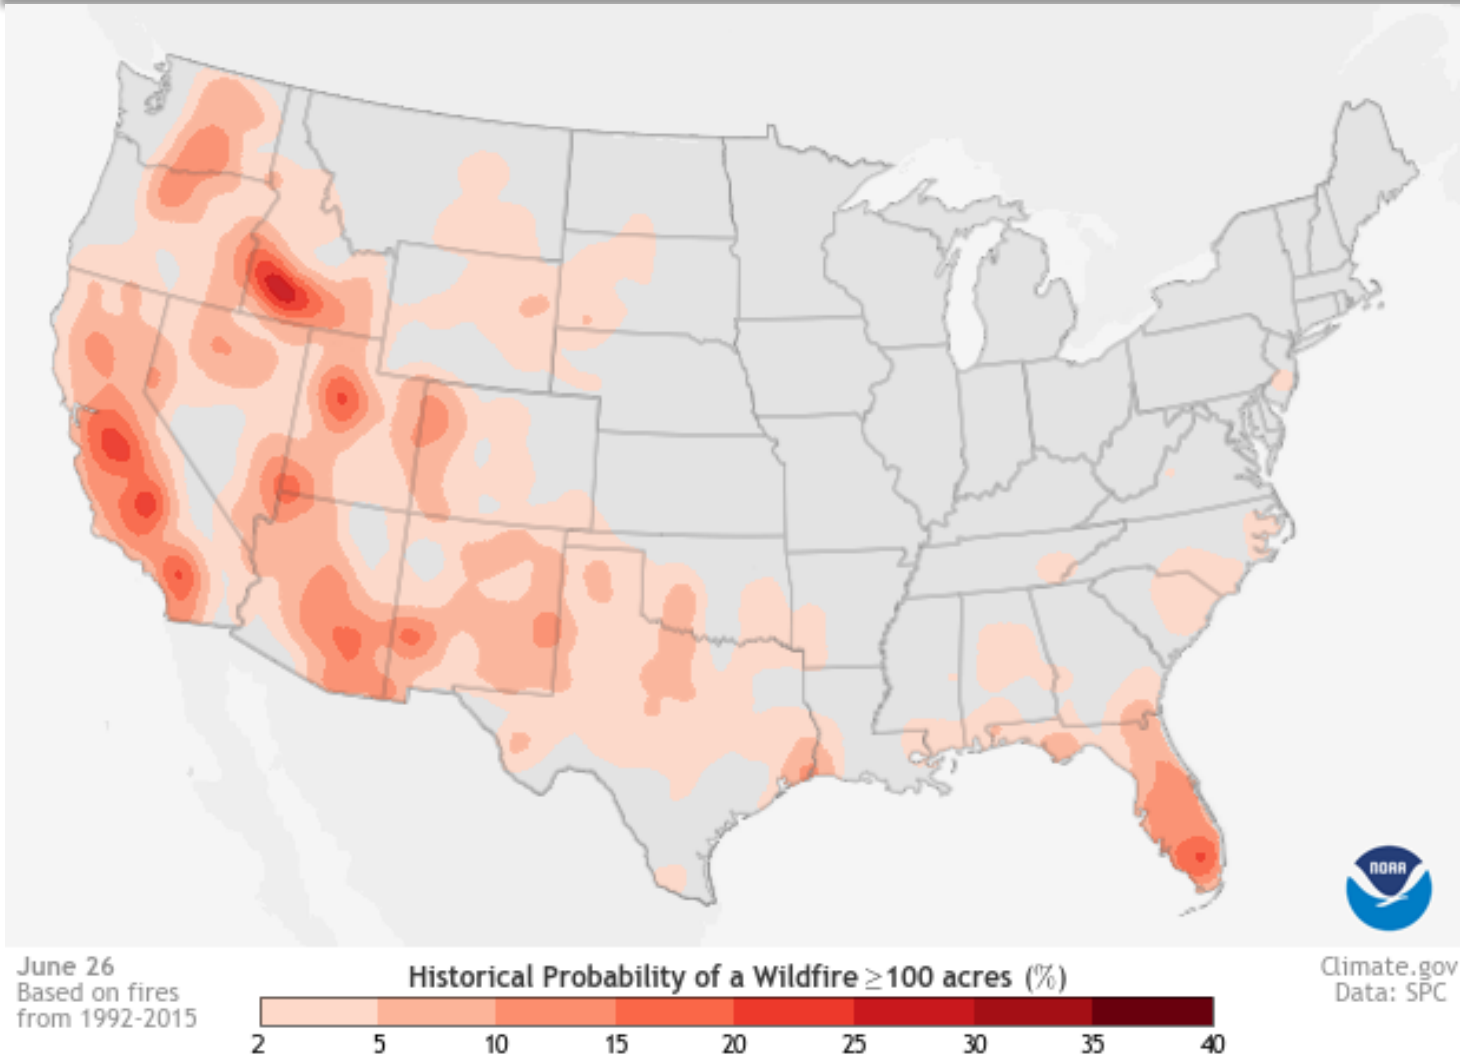 NOAA
June 26
Based on fires
from 1992-2015
Historical Probability of a Wildfire ≥100 acres (%)
2 5 10 15 20 25 30 35 40
Climate.gov
Data: SPC